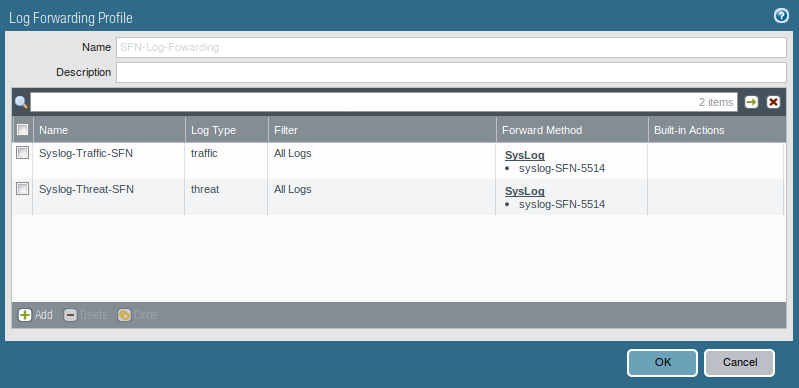 Log Forwarding Profile
Name SFN-Log-Fowarding
Description
2 items
Name Log Type Filter Forward Method Built-in Actions
Syslog-Traffic-SFN traffic All Logs SysLog
• syslog-SFN-5514
Syslog-Threat-SFN threat All Logs SysLog
• syslog-SFN-5514
Add Delete Clone
OK Cancel